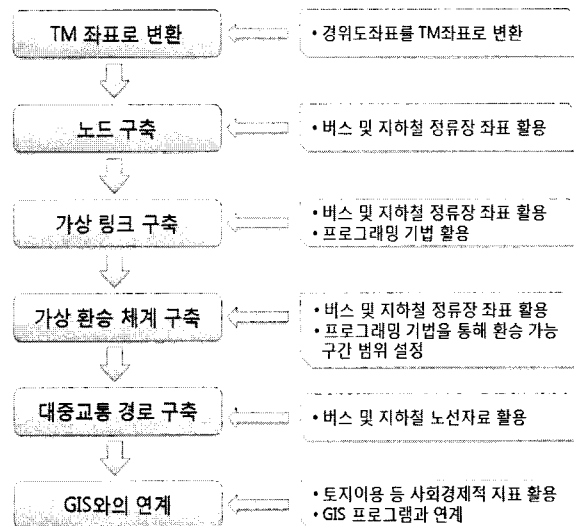 TM 좌표로 변환
• 경위도좌표를 TM좌표로 변환
노드 구축
• 버스 및 지하철 정류장 좌표 활용
가상 링크 구축
• 버스 및 지하철 정류장 좌표 활용
• 프로그래밍 기법 활용
가상 환승 체계 구축
• 버스 및 지하철 정류장 좌표 활용
• 프로그래밍 기법을 통해 환승 가능
구간 범위 설정
대중교통 경로 구축
• 버스 및 지하철 노선자료 활용
GIS와의 연계
• 토지이용 등 사회경제적 지표 활용
• GIS 프로그램과 연계